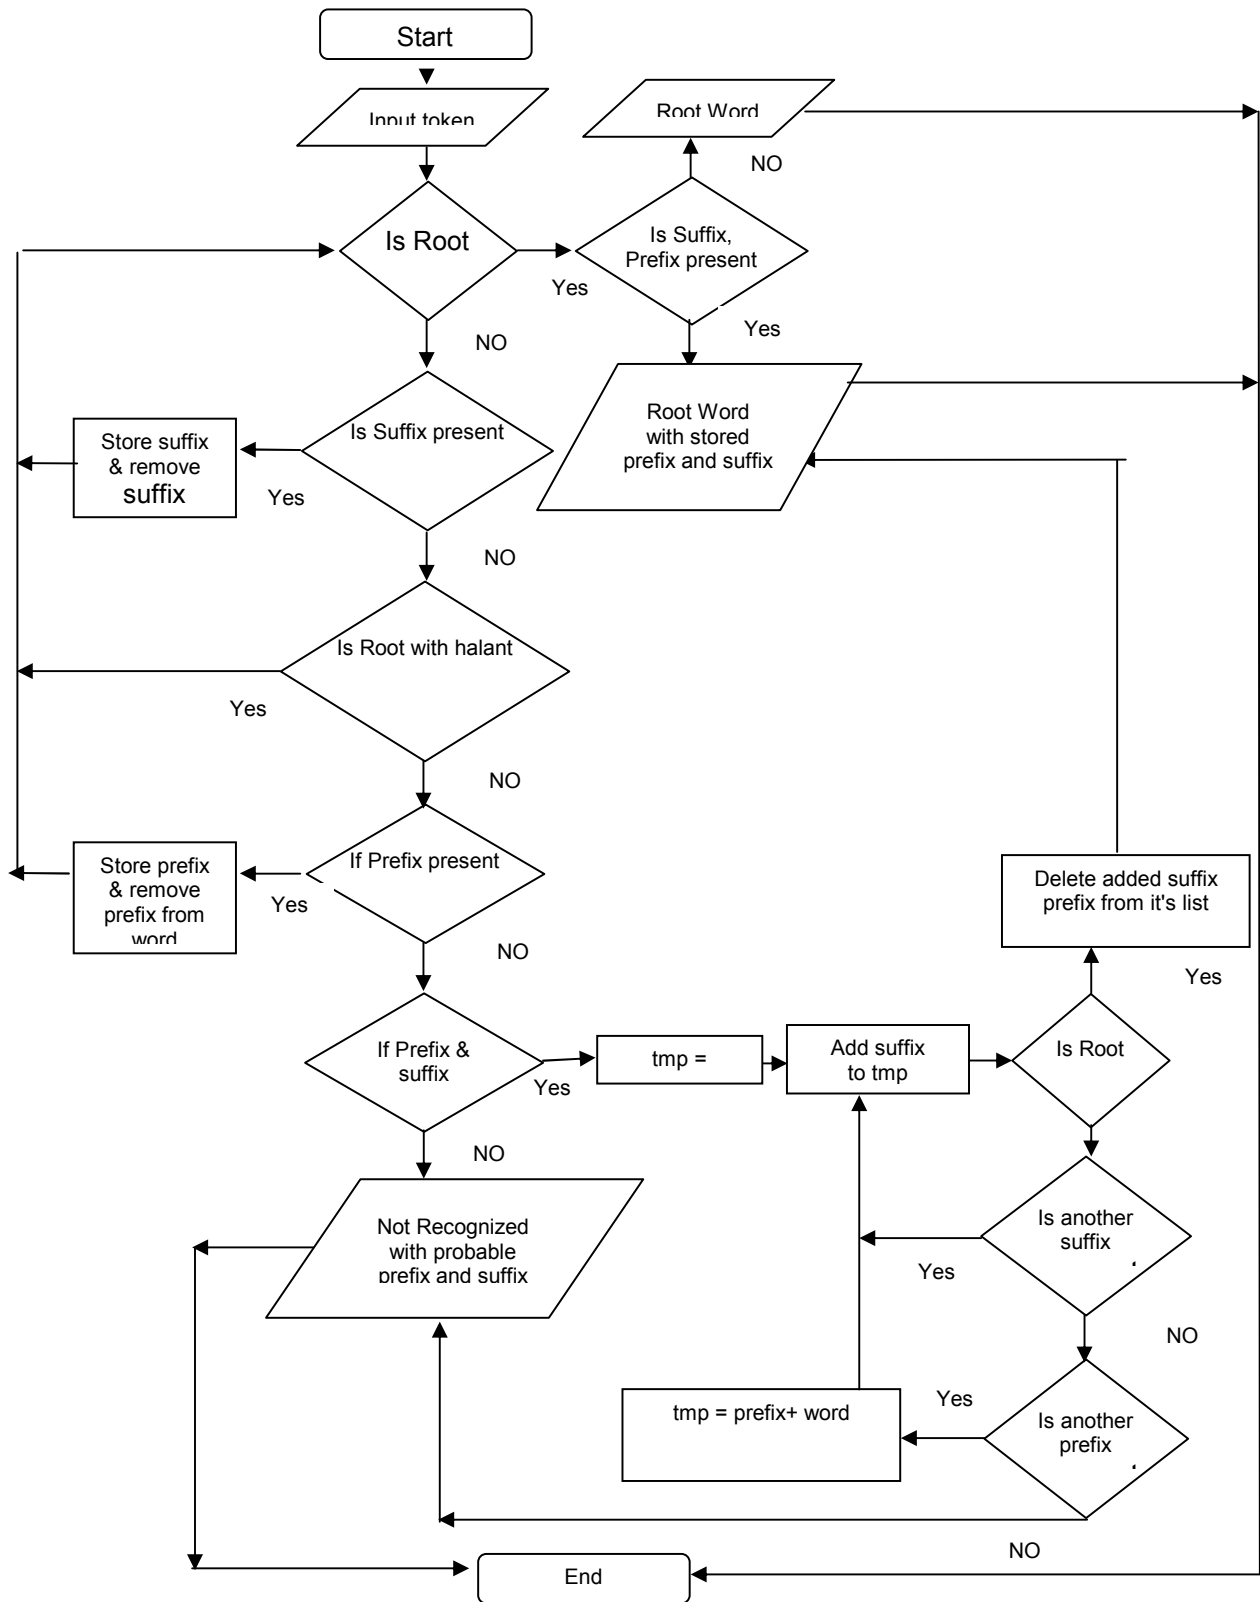 Start
Input token
Root Word
NO
Is Root
Is Suffix,
Prefix present
Yes
Yes
NO
Root Word
with stored
prefix and suffix
Is Suffix present
Store suffix
& remove
suffix
Yes
NO
Is Root with halant
Yes
NO
If Prefix present
Store prefix
& remove
prefix from
word
Yes
NO
Delete added suffix
prefix from it's list
Yes
If Prefix &
suffix
Yes
tmp =
Add suffix
to tmp
Is Root
NO
Not Recognized
with probable
prefix and suffix
Is another
suffix
Yes
NO
tmp = prefix+ word
Yes
Is another
prefix
NO
End